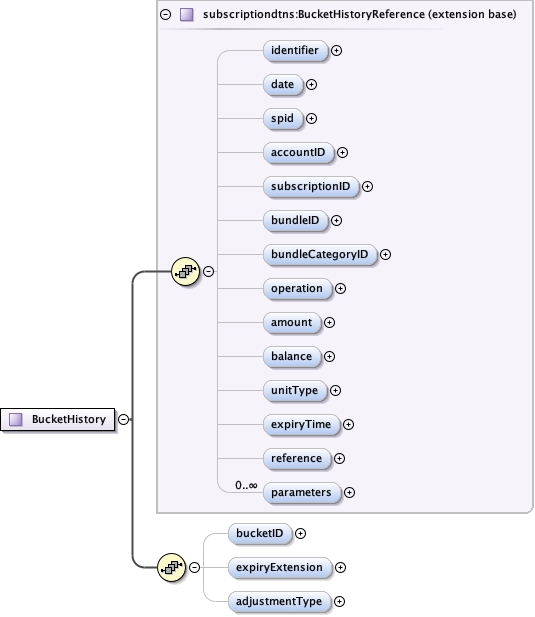 subscriptiondtns:BucketHistoryReference (extension base)
identifier
date
spid
accountID
subscriptionID
bundleID
bundleCategoryID
operation
amount
balance
unitType
expiryTime
reference
0..∞
parameters
BucketHistory
bucketID
expiryExtension
adjustmentType